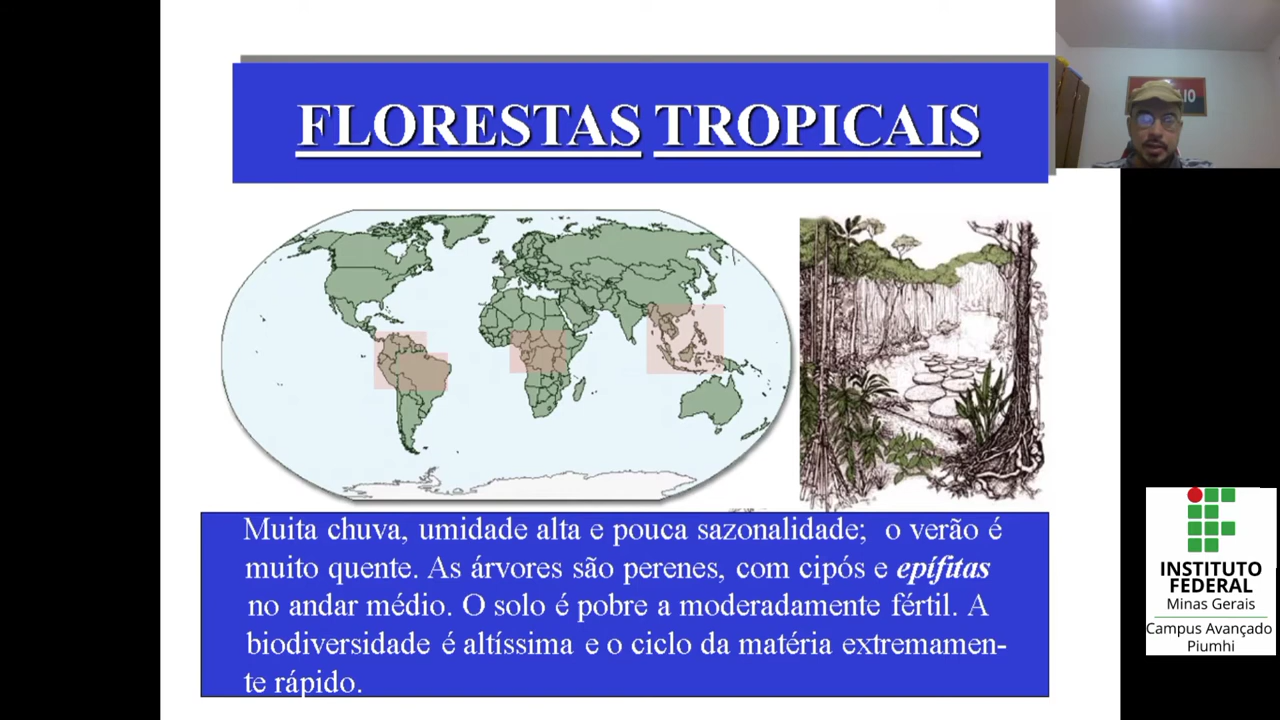 FLORESTAS TROPICAIS
Muita chuva, umidade alta e pouca sazonalidade; o verão é
muito quente. As árvores são perenes, com cipós e epífitas
no andar médio. O solo é pobre a moderadamente fértil. A
biodiversidade é altíssima e o ciclo da matéria extremamen-
te rápido.
INSTITUTO
FEDERAL
Minas Gerais
Campus Avançado
Piumhi